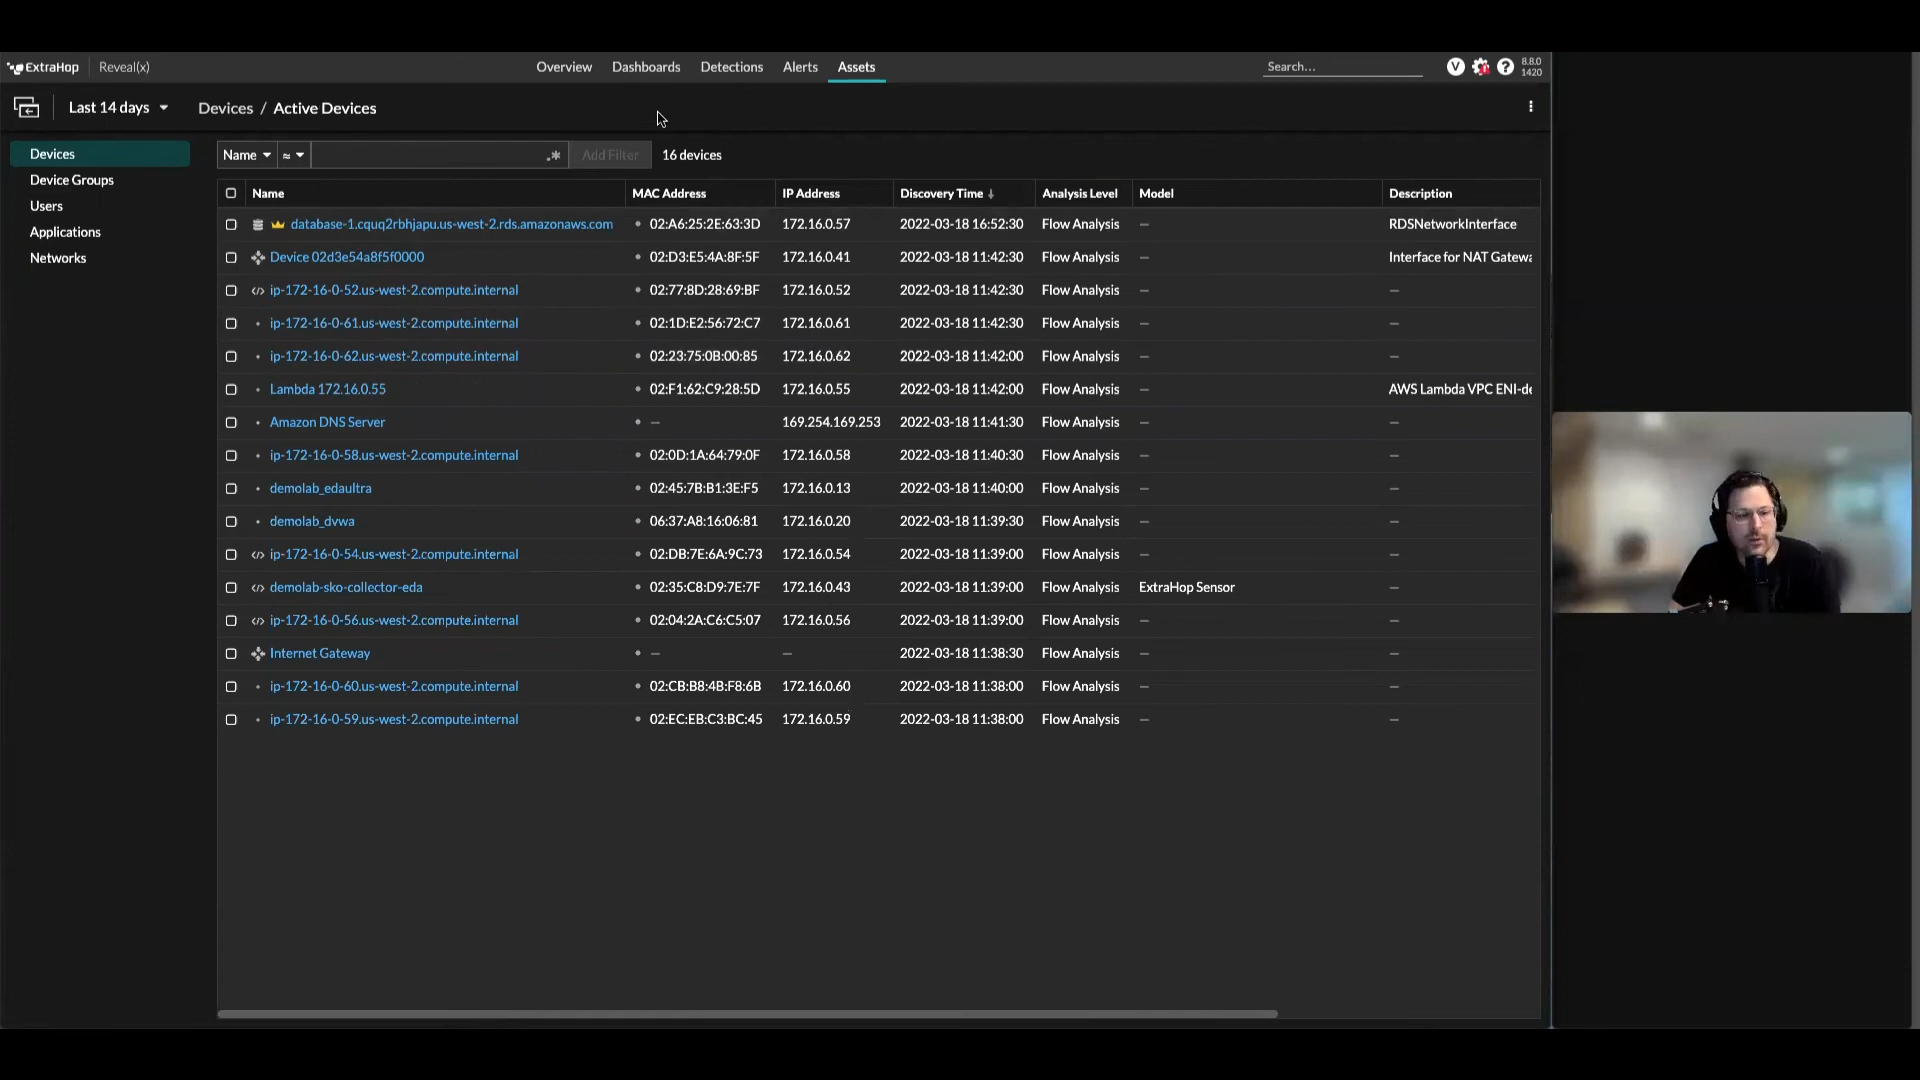 ExtraHop Reveal(x) Overview Dashboards Detections Alerts Assets Search... V ? 8.8.0
1420
Last 14 days Devices / Active Devices
Devices
Device Groups
Users
Applications
Networks
Name ≈ .* Add Filter 16 devices
Name MAC Address IP Address Discovery Time ↓ Analysis Level Model Description
database-1.cquq2rbhjapu.us-west-2.rds.amazonaws.com 02:A6:25:2E:63:3D 172.16.0.57 2022-03-18 16:52:30 Flow Analysis — RDSNetworkInterface
Device 02d3e54a8f5f0000 02:D3:E5:4A:8F:5F 172.16.0.41 2022-03-18 11:42:30 Flow Analysis — Interface for NAT Gatewa
</> ip-172-16-0-52.us-west-2.compute.internal 02:77:8D:28:69:BF 172.16.0.52 2022-03-18 11:42:30 Flow Analysis — —
ip-172-16-0-61.us-west-2.compute.internal 02:1D:E2:56:72:C7 172.16.0.61 2022-03-18 11:42:30 Flow Analysis — —
ip-172-16-0-62.us-west-2.compute.internal 02:23:75:0B:00:85 172.16.0.62 2022-03-18 11:42:00 Flow Analysis — —
Lambda 172.16.0.55 02:F1:62:C9:28:5D 172.16.0.55 2022-03-18 11:42:00 Flow Analysis — AWS Lambda VPC ENI-de
Amazon DNS Server — 169.254.169.253 2022-03-18 11:41:30 Flow Analysis — —
ip-172-16-0-58.us-west-2.compute.internal 02:0D:1A:64:79:0F 172.16.0.58 2022-03-18 11:40:30 Flow Analysis — —
demolab_edaultra 02:45:7B:B1:3E:F5 172.16.0.13 2022-03-18 11:40:00 Flow Analysis — —
demolab_dvwa 06:37:A8:16:06:81 172.16.0.20 2022-03-18 11:39:30 Flow Analysis — —
</> ip-172-16-0-54.us-west-2.compute.internal 02:DB:7E:6A:9C:73 172.16.0.54 2022-03-18 11:39:00 Flow Analysis — —
</> demolab-sko-collector-eda 02:35:C8:D9:7E:7F 172.16.0.43 2022-03-18 11:39:00 Flow Analysis ExtraHop Sensor —
</> ip-172-16-0-56.us-west-2.compute.internal 02:04:2A:C6:C5:07 172.16.0.56 2022-03-18 11:39:00 Flow Analysis — —
Internet Gateway — — 2022-03-18 11:38:30 Flow Analysis — —
ip-172-16-0-60.us-west-2.compute.internal 02:CB:B8:4B:F8:6B 172.16.0.60 2022-03-18 11:38:00 Flow Analysis — —
ip-172-16-0-59.us-west-2.compute.internal 02:EC:EB:C3:BC:45 172.16.0.59 2022-03-18 11:38:00 Flow Analysis — —